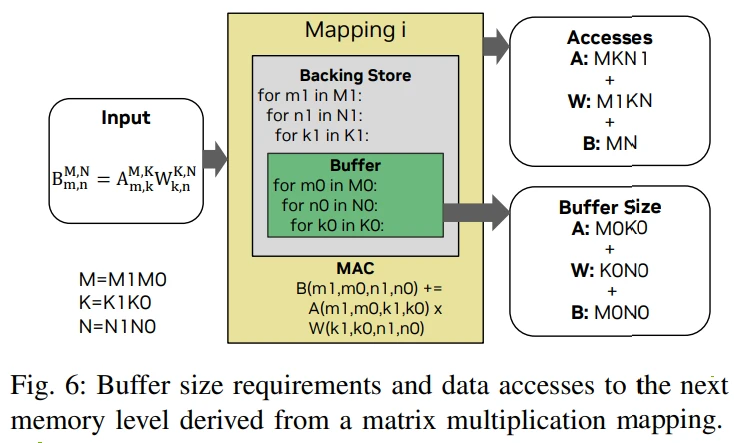 Mapping i
Backing Store
for m1 in M1:
for n1 in N1:
for k1 in K1:
Buffer
for m0 in M0:
for n0 in N0:
for k0 in K0:
MAC
B(m1,m0,n1,n0) +=
A(m1,m0,k1,k0) x
W(k1,k0,n1,n0)
Input
B^{M,N}_{m,n} = A^{M,K}_{m,k}W^{K,N}_{k,n}
M=M1M0
K=K1K0
N=N1N0
Accesses
A: MKN1
+
W: M1KN
+
B: MN
Buffer Size
A: M0K0
+
W: K0N0
+
B: M0N0
Fig. 6: Buffer size requirements and data accesses to the next
memory level derived from a matrix multiplication mapping.